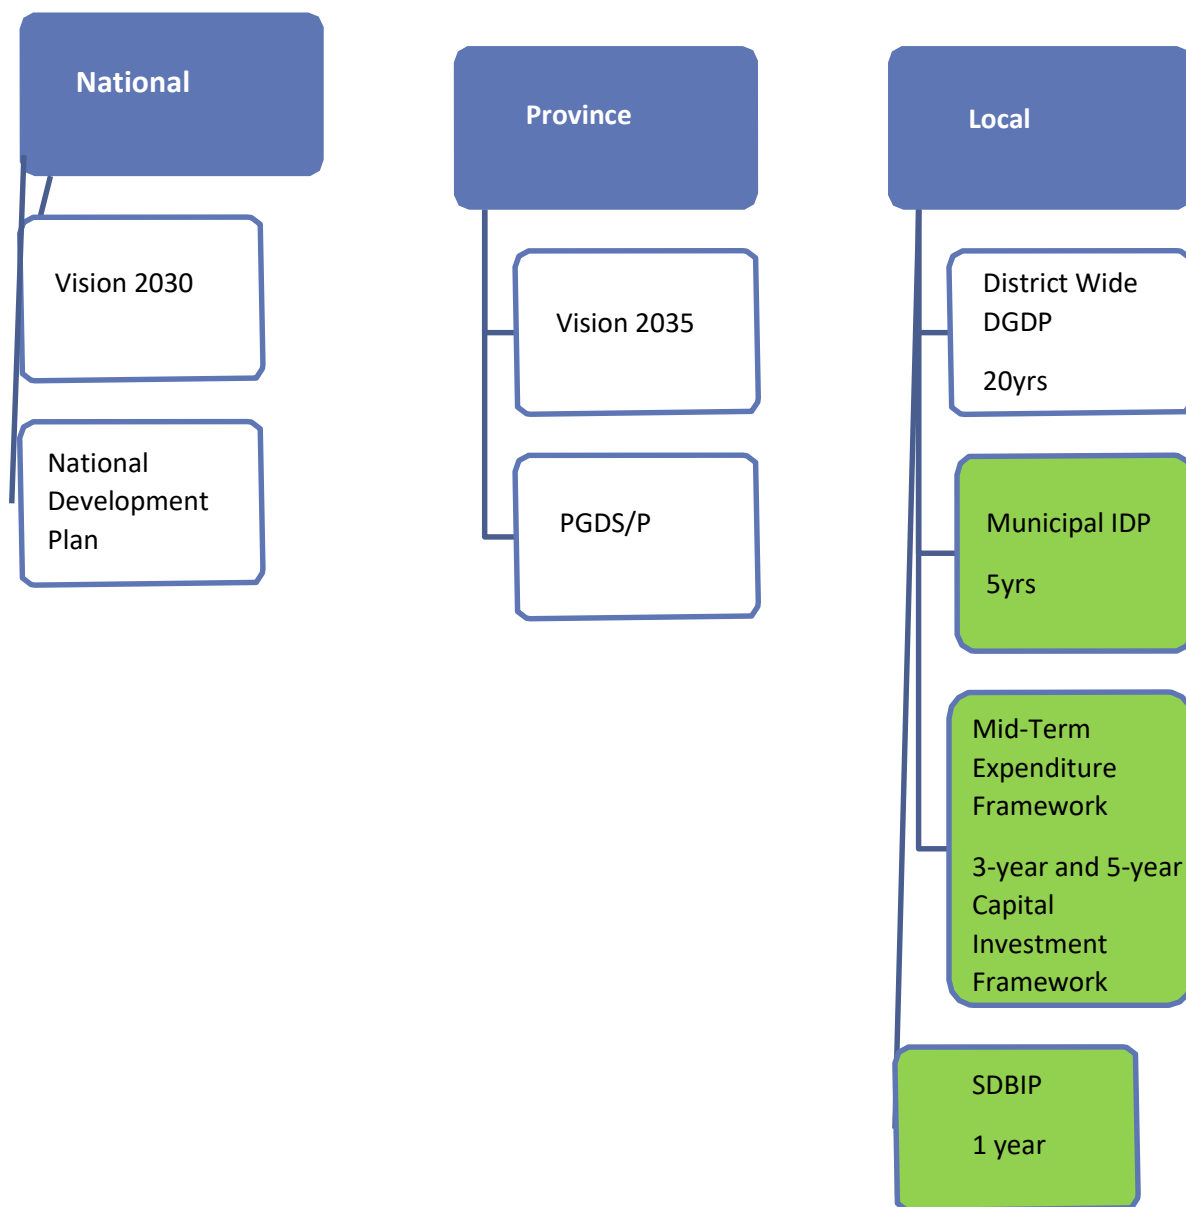 National
Vision 2030
National
Development
Plan
Province
Vision 2035
PGDS/P
Local
District Wide
DGDP
20yrs
Municipal IDP
5yrs
Mid-Term
Expenditure
Framework
3-year and 5-year
Capital
Investment
Framework
SDBIP
1 year